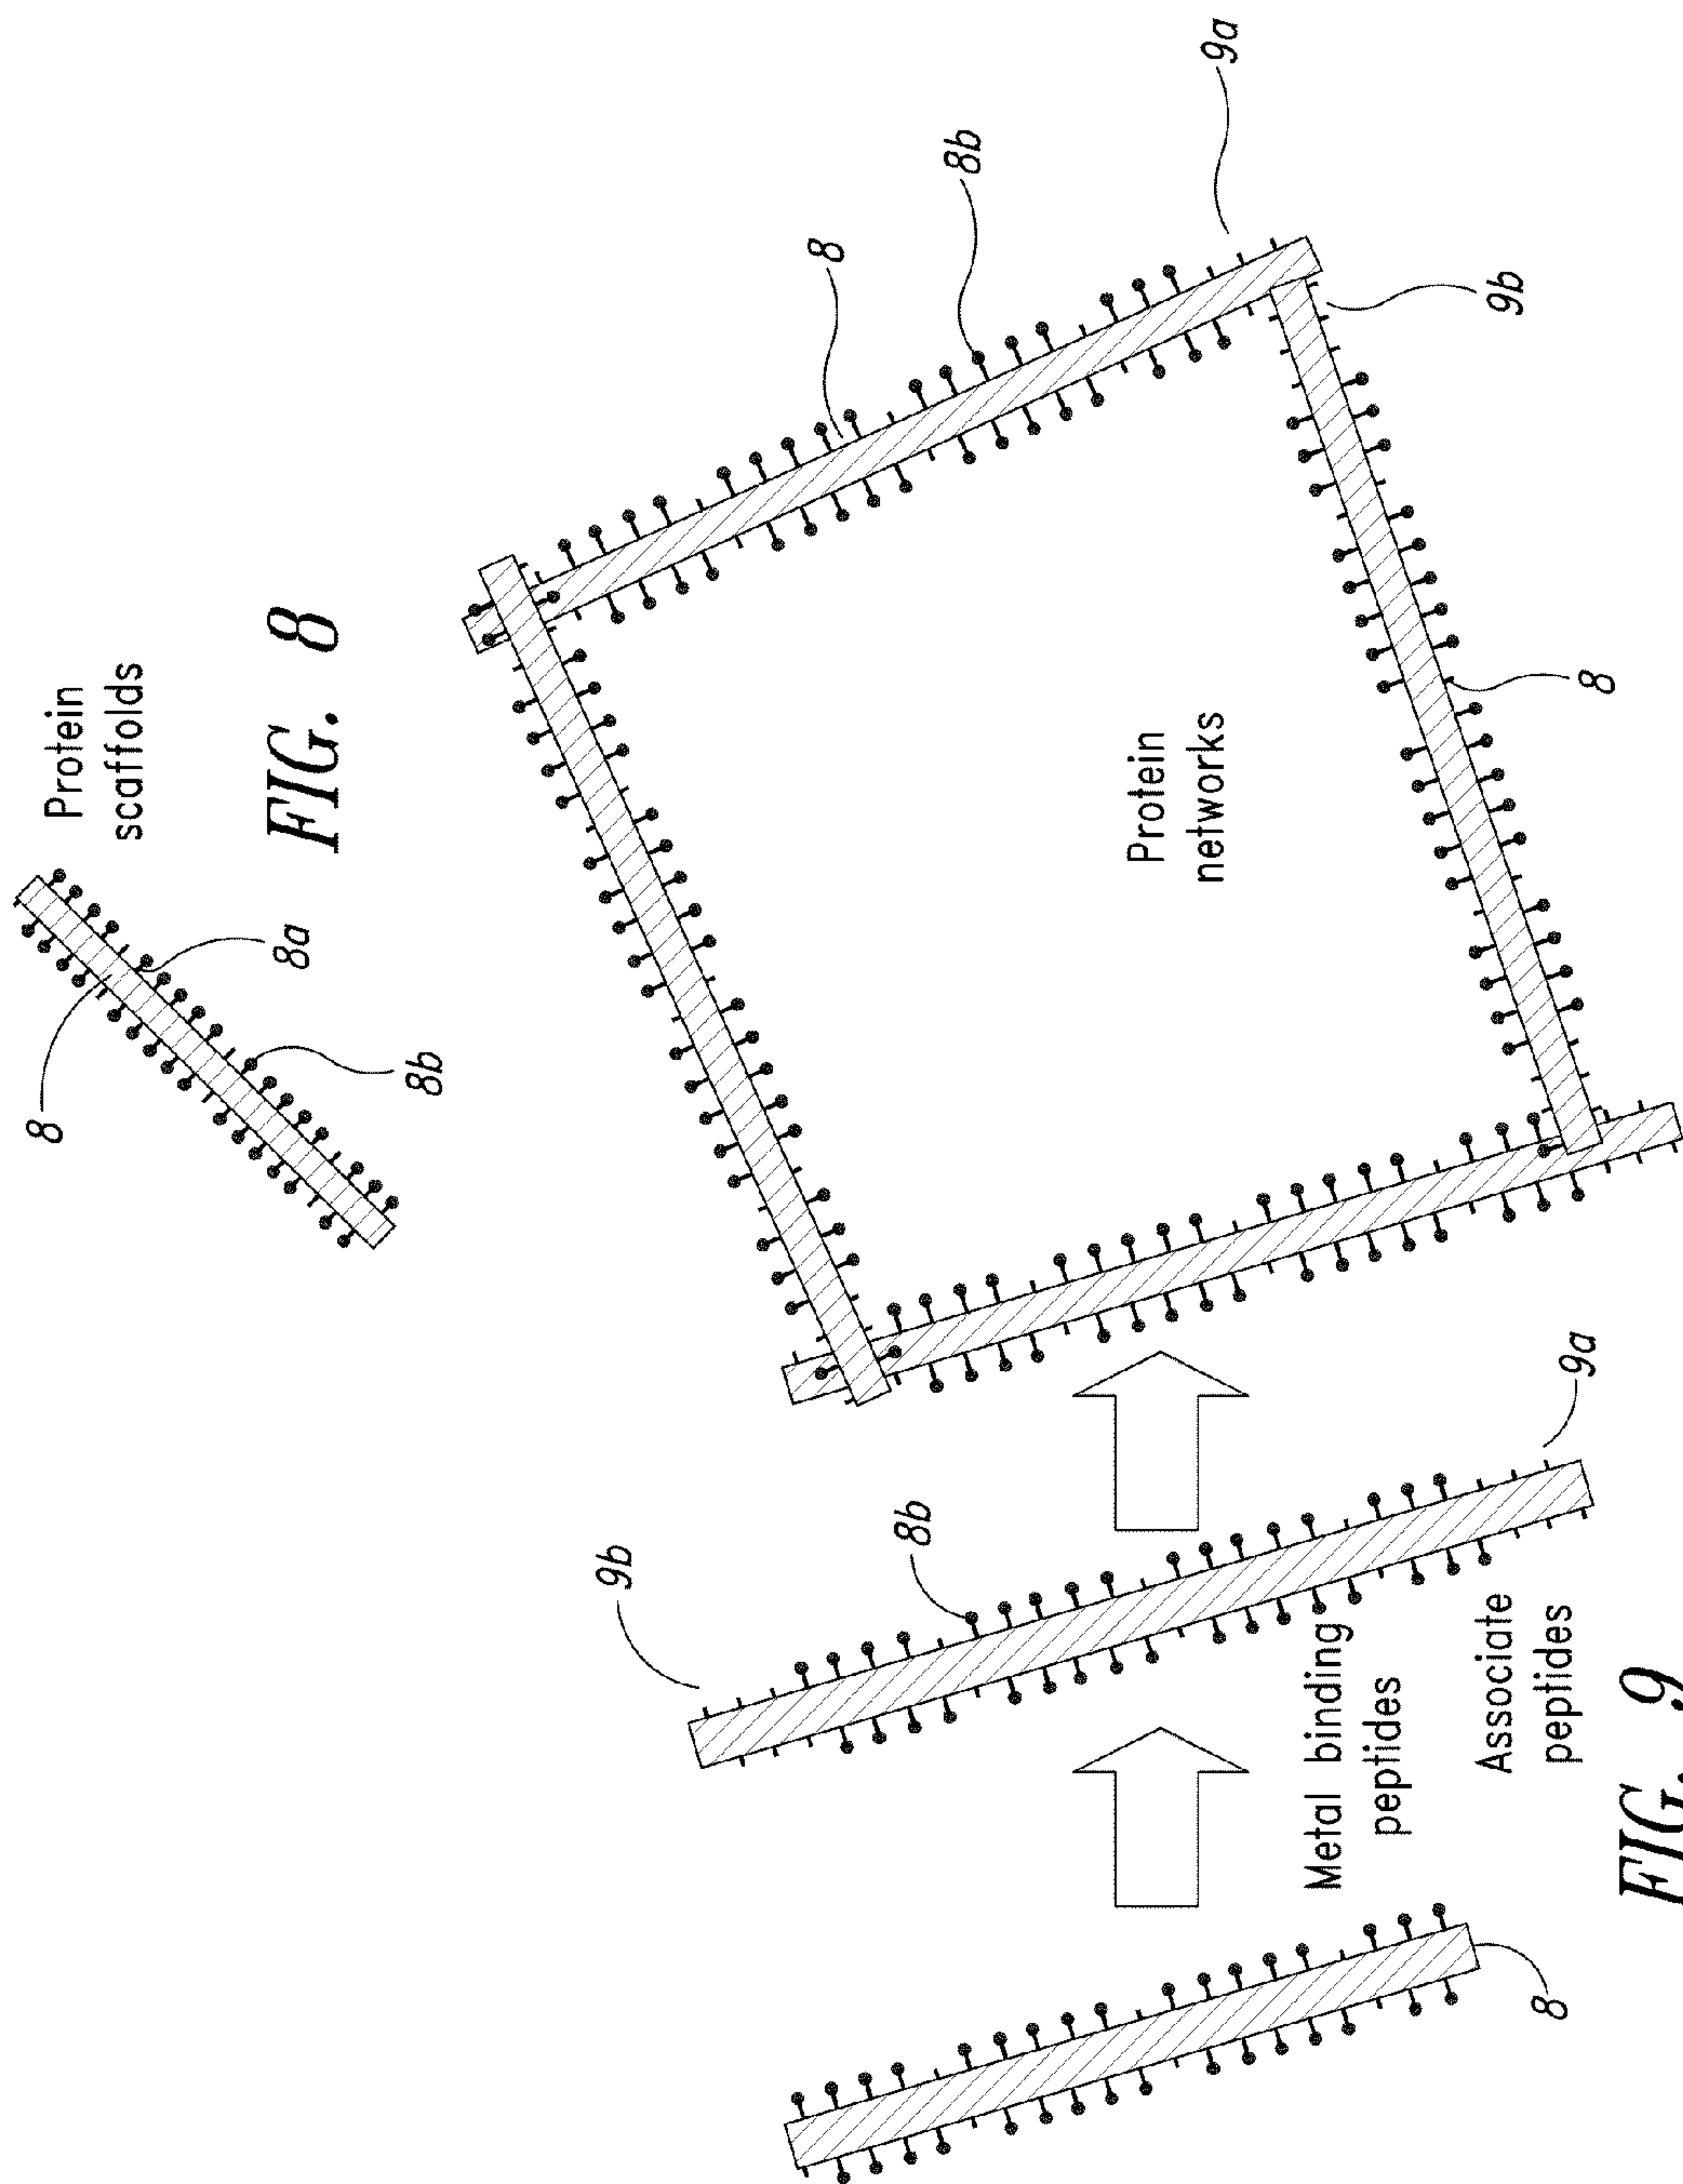 Protein
scaffolds
8
8a
8b
FIG. 8
9b
8b
8
8b
9a
9b
8
Protein
networks
Metal binding
peptides
Associate
peptides
9a
8
FIG. 9